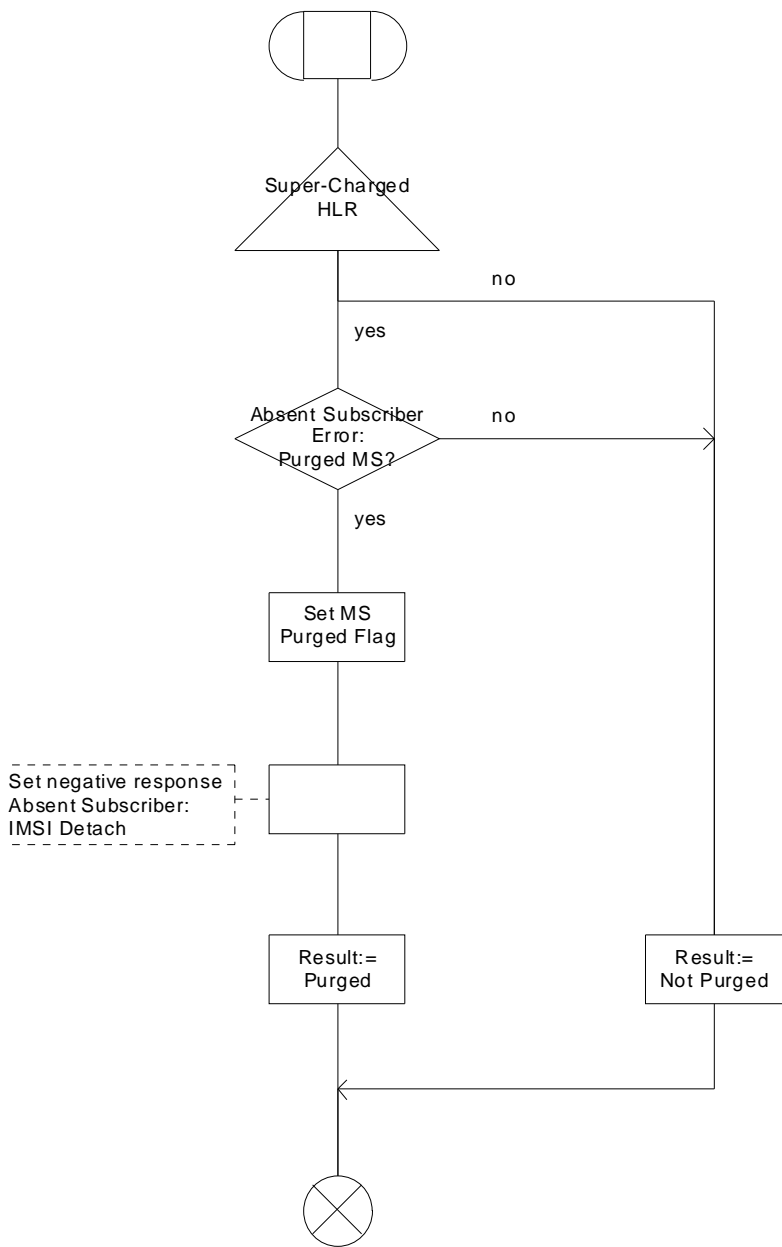 Super-Charged
HLR
no
yes
Absent Subscriber
Error:
Purged MS?
no
yes
Set MS
Purged Flag
Set negative response
Absent Subscriber:
IMSI Detach
Result:=
Purged
Result:=
Not Purged